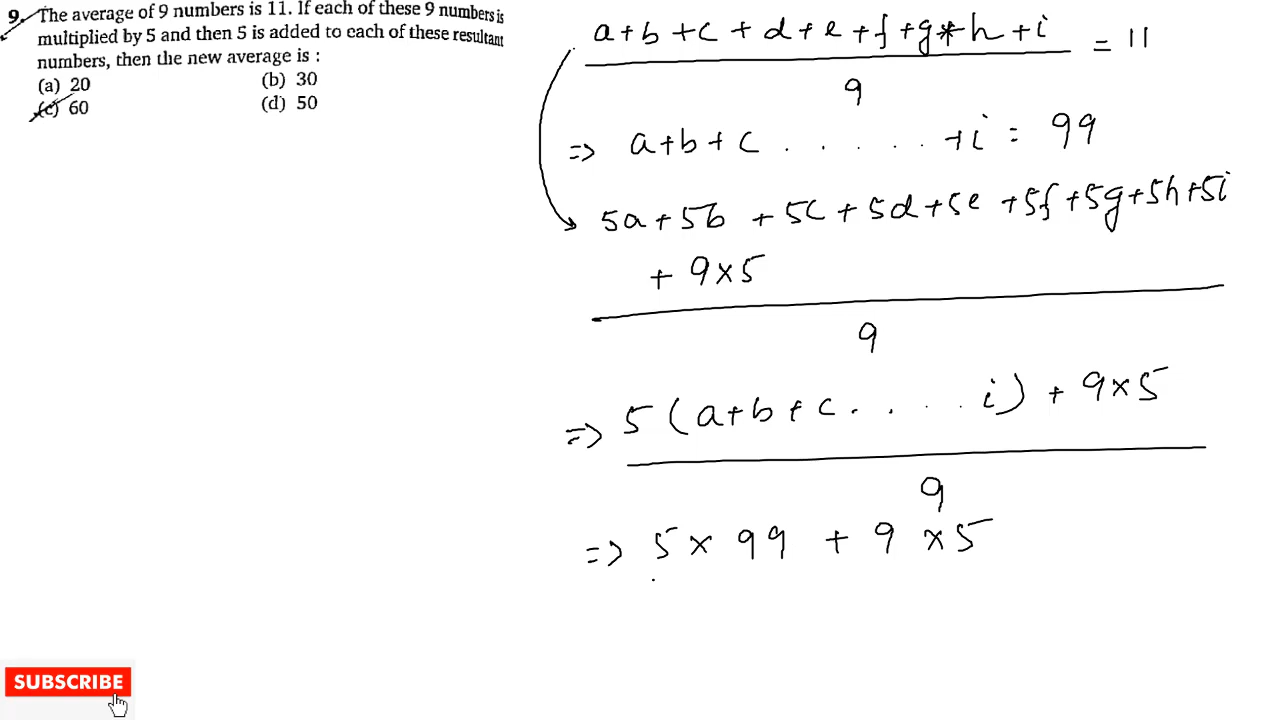 9. The average of 9 numbers is 11. If each of these 9 numbers is
multiplied by 5 and then 5 is added to each of these resultant
numbers, then the new average is :
(a) 20 (b) 30
(c) 60 (d) 50
a+b+c+d+e+f+g+h+i = 11
9
=> a+b+c.......+i = 99
5a+5b+5c+5d+5e+5f+5g+5h+5i
+ 9×5
9
=> 5(a+b+c.....i) + 9×5
9
=> 5×99 + 9×5
SUBSCRIBE